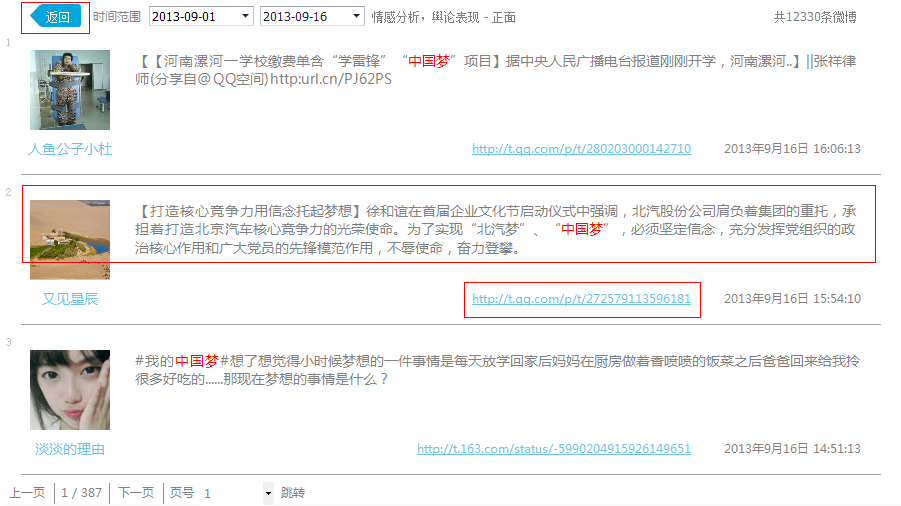 返回 时间范围 2013-09-01 2013-09-16 情感分析，舆论表现 - 正面 共12330条微博
1
【【河南漯河一学校缴费单含“学雷锋”“中国梦”项目】据中央人民广播电台报道刚刚开学，河南漯河..】||张祥律
师(分享自@QQ空间)http:url.cn/PJ62PS
人鱼公子小杜 http://t.qq.com/p/t/280203000142710 2013年9月16日 16:06:13
2
【打造核心竞争力用信念托起梦想】徐和谊在首届企业文化节启动仪式中强调，北汽股份公司肩负着集团的重托，承
担着打造北京汽车核心竞争力的光荣使命。为了实现“北汽梦”、“中国梦”，必须坚定信念，充分发挥党组织的政
治核心作用和广大党员的先锋模范作用，不辱使命，奋力登攀。
又见星辰 http://t.qq.com/p/t/272579113596181 2013年9月16日 15:54:10
3
#我的中国梦#想了想觉得小时候梦想的一件事情是每天放学回家后妈妈在厨房做着香喷喷的饭菜之后爸爸回来给我拎
很多好吃的......那现在梦想的事情是什么？
淡淡的理由 http://t.163.com/status/-5990204915926149651 2013年9月16日 14:51:13
上一页 1 / 387 下一页 页号 1 跳转